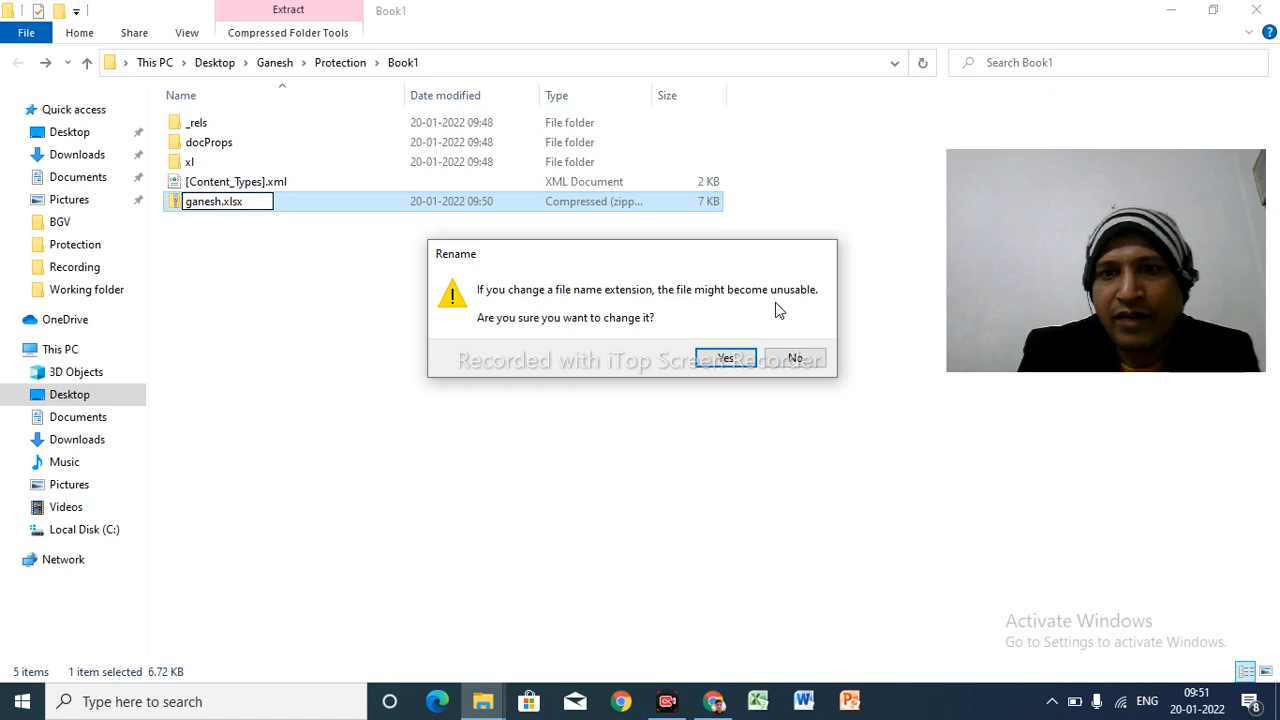 Extract
Book1
File
Home
Share
View
Compressed Folder Tools
This PC
Desktop
Ganesh
Protection
Book1
Search Book1
Name
Date modified
Type
Size
Quick access
Desktop
Downloads
Documents
Pictures
BGV
Protection
Recording
Working folder
OneDrive
This PC
3D Objects
Desktop
Documents
Downloads
Music
Pictures
Videos
Local Disk (C:)
Network
_rels 20-01-2022 09:48 File folder
docProps 20-01-2022 09:48 File folder
xl 20-01-2022 09:48 File folder
[Content_Types].xml XML Document 2 KB
ganesh.xlsx 20-01-2022 09:50 Compressed (zipp... 7 KB
Rename
If you change a file name extension, the file might become unusable.
Are you sure you want to change it?
Yes No
Recorded with iTop Screen Recorder
Activate Windows
Go to Settings to activate Windows.
5 items 1 item selected 6.72 KB
Type here to search
ENG
09:51
20-01-2022
8